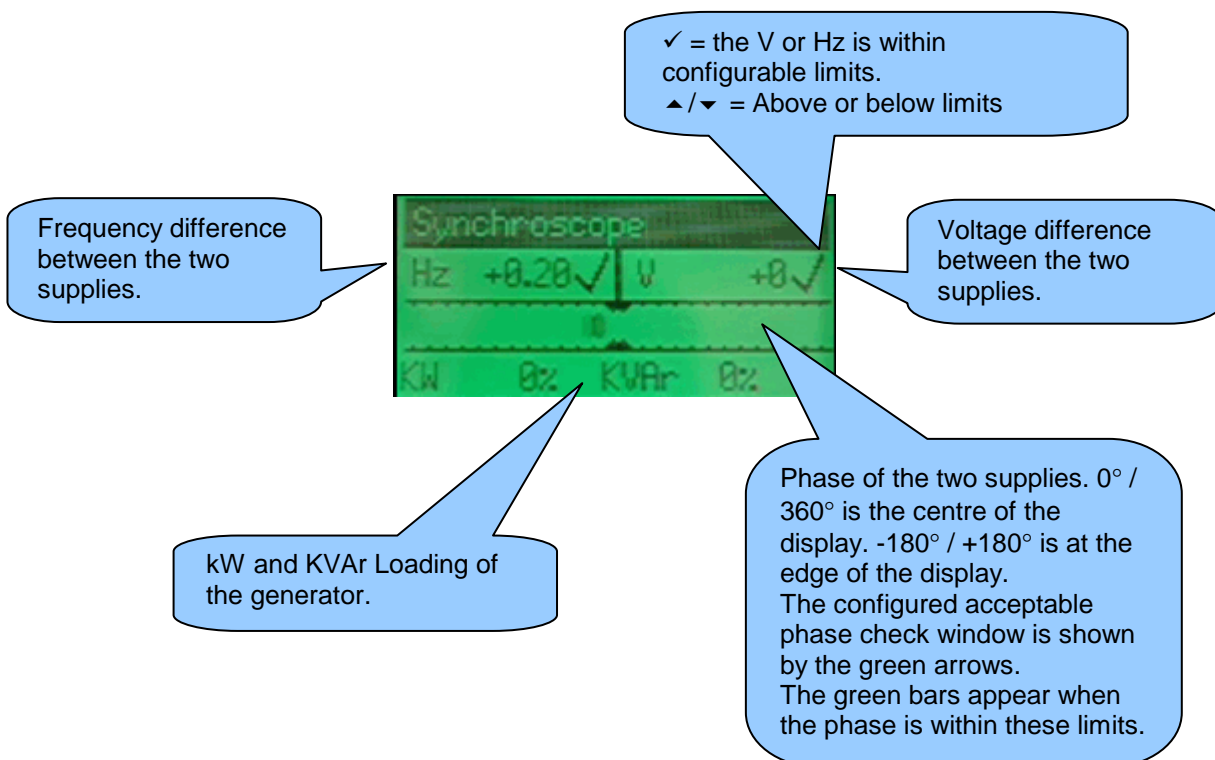 ✓ = the V or Hz is within
configurable limits.
▲/▼ = Above or below limits
Frequency difference
between the two
supplies.
Synchroscope
Hz +0.20✓ V +0✓
KW 0% KVAr 0%
Voltage difference
between the two
supplies.
kW and KVAr Loading of
the generator.
Phase of the two supplies. 0° /
360° is the centre of the
display. -180° / +180° is at the
edge of the display.
The configured acceptable
phase check window is shown
by the green arrows.
The green bars appear when
the phase is within these limits.